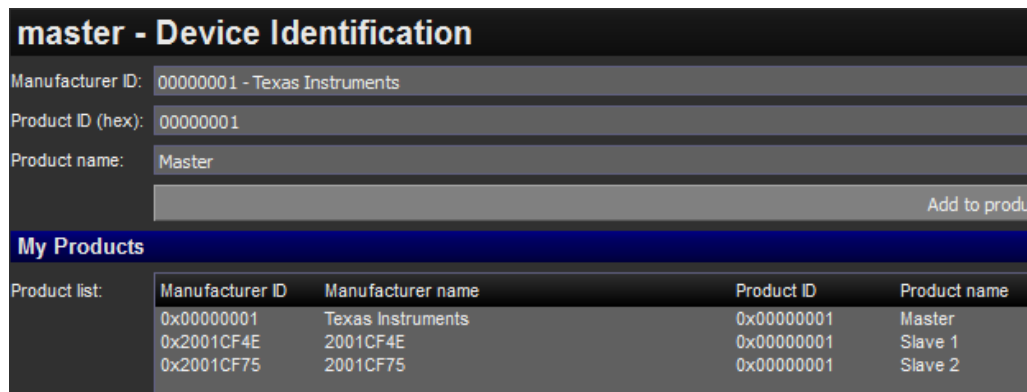 master - Device Identification
Manufacturer ID: 00000001 - Texas Instruments
Product ID (hex): 00000001
Product name: Master
Add to
My Products
Product list: Manufacturer ID Manufacturer name Product ID Product name
0x00000001 Texas Instruments 0x00000001 Master
0x2001CF4E 2001CF4E 0x00000001 Slave 1
0x2001CF75 2001CF75 0x00000001 Slave 2